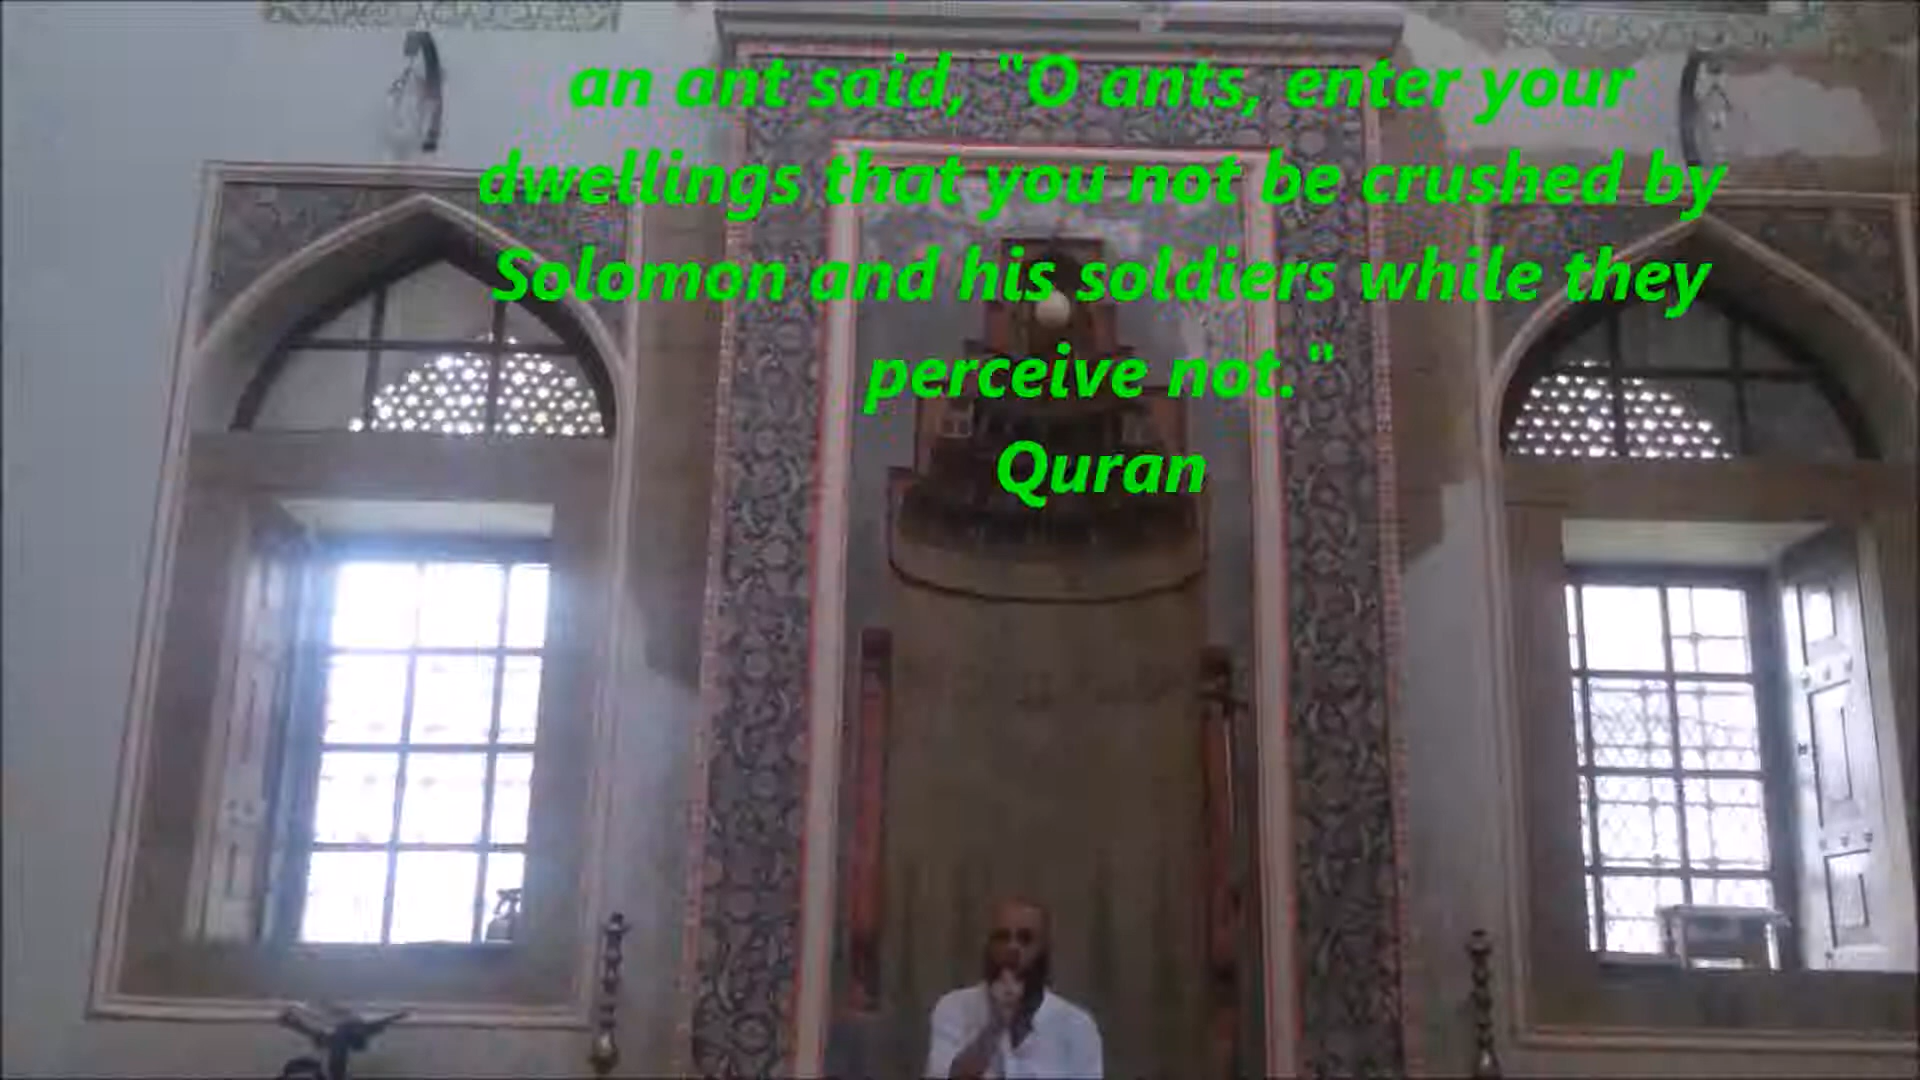 an ant said, "O ants, enter your
dwellings that you not be crushed by
Solomon and his soldiers while they
perceive not."
Quran